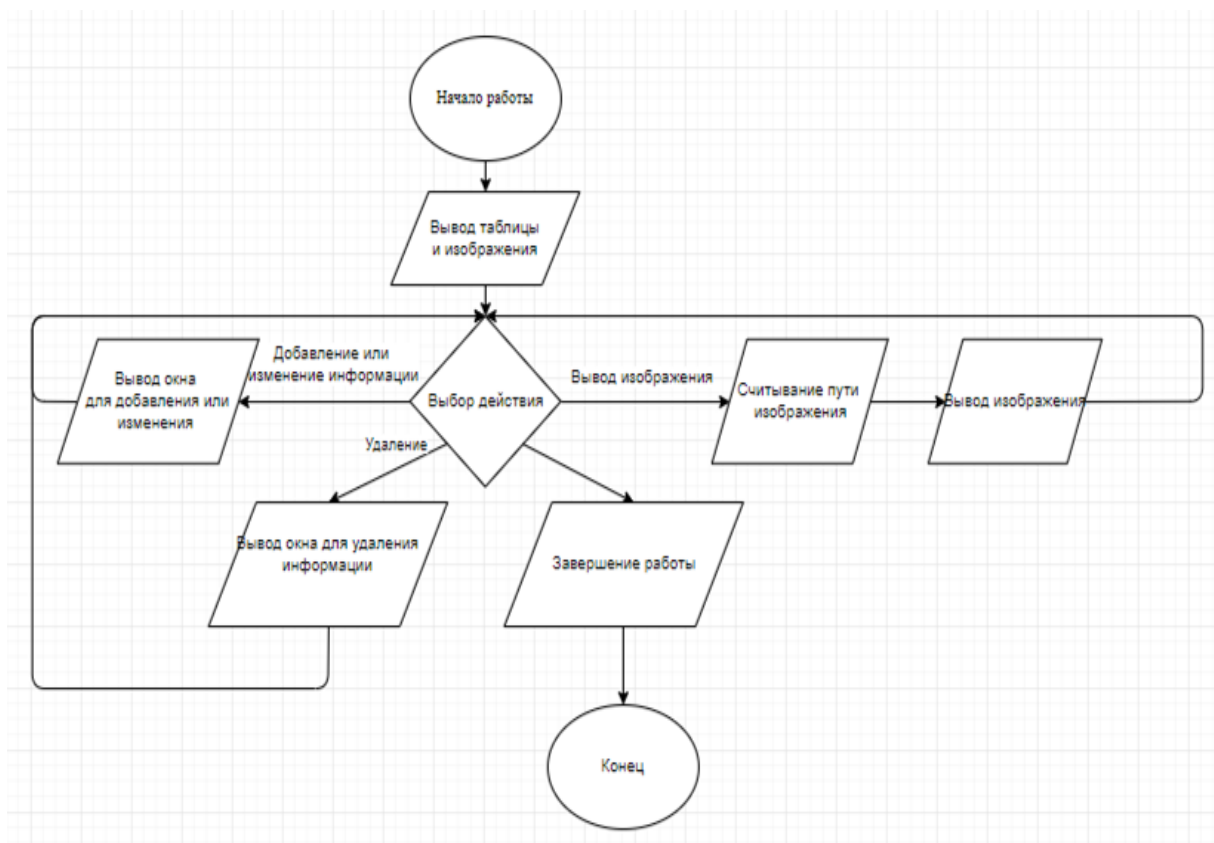 Начало работы
Вывод таблицы
и изображения
Добавление или
изменение информации
Вывод окна
для добавления или
изменения
Выбор действия
Вывод изображения
Считывание пути
изображения
Вывод изображения
Удаление
Вывод окна для удаления
информации
Завершение работы
Конец